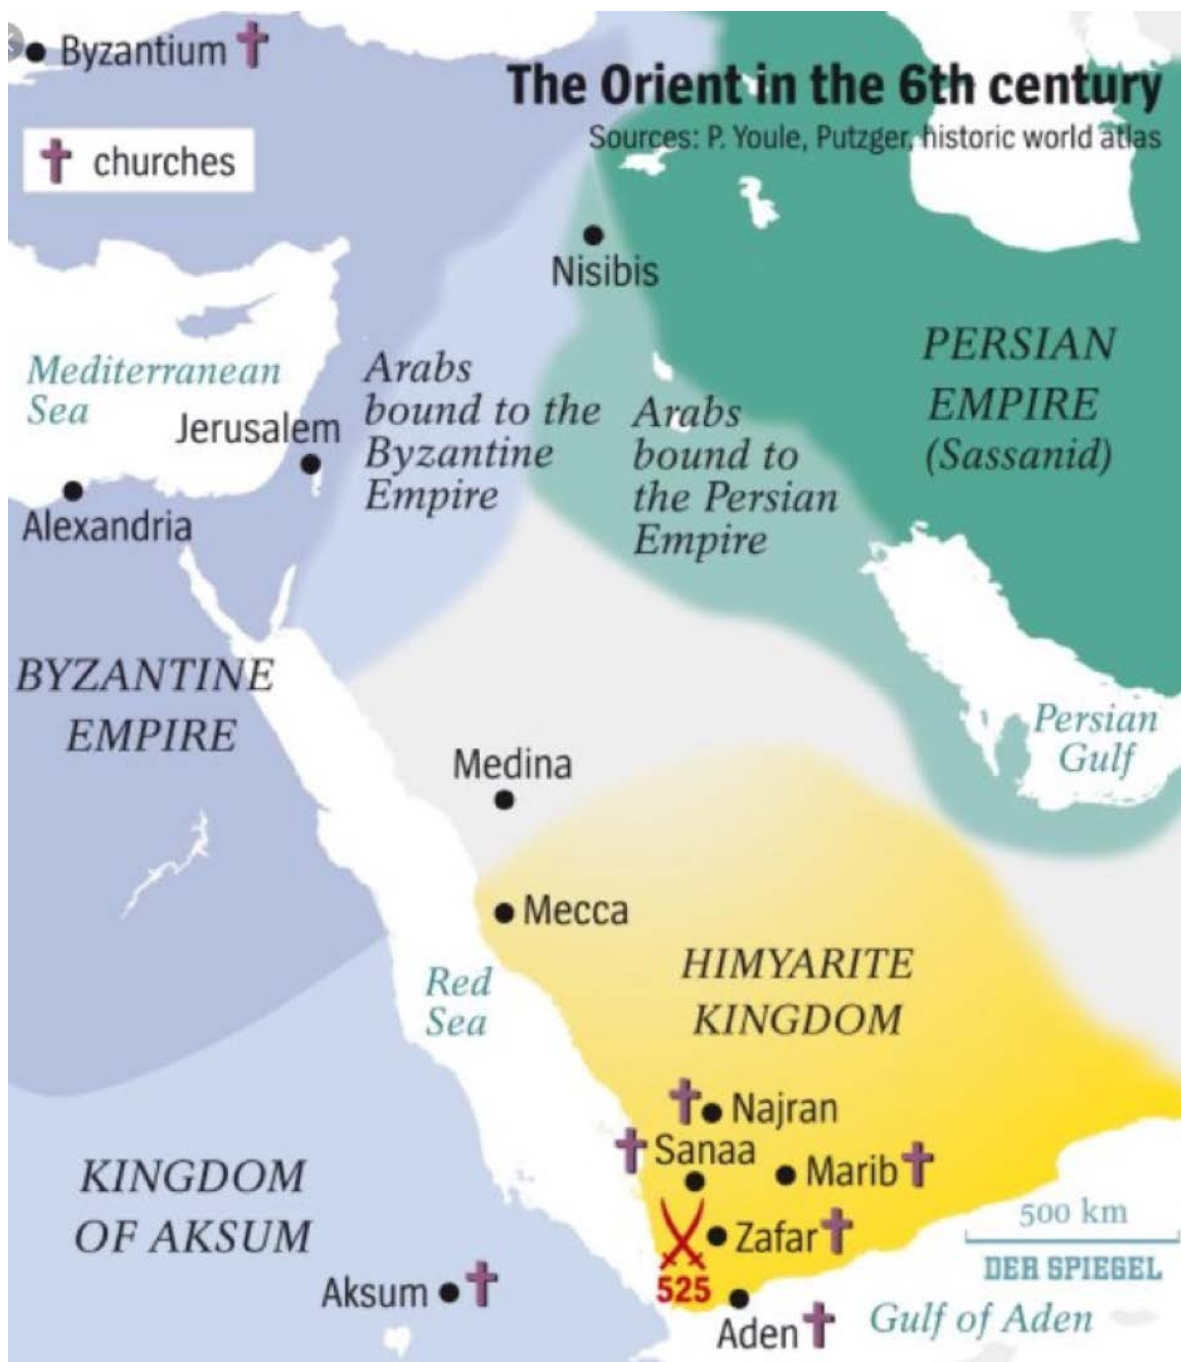 Byzantium
The Orient in the 6th century
Sources: P. Youle, Putzger, historic world atlas
churches
Nisibis
Mediterranean
Sea
Jerusalem
Alexandria
Arabs
bound to the
Byzantine
Empire
Arabs
bound to
the Persian
Empire
PERSIAN
EMPIRE
(Sassanid)
BYZANTINE
EMPIRE
Persian
Gulf
Medina
Mecca
Red
Sea
HIMYARITE
KINGDOM
Najran
Sanaa
Marib
Zafar
525
KINGDOM
OF AKSUM
Aksum
Aden
500 km
DER SPIEGEL
Gulf of Aden